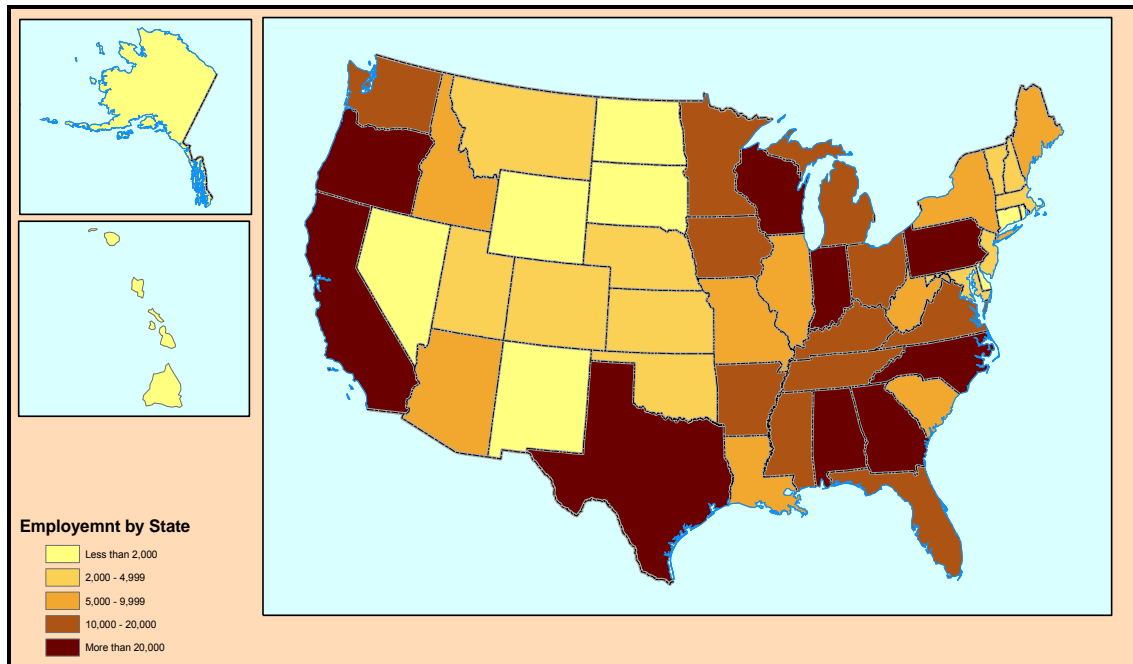 Employemnt by State
Less than 2,000
2,000 - 4,999
5,000 - 9,999
10,000 - 20,000
More than 20,000